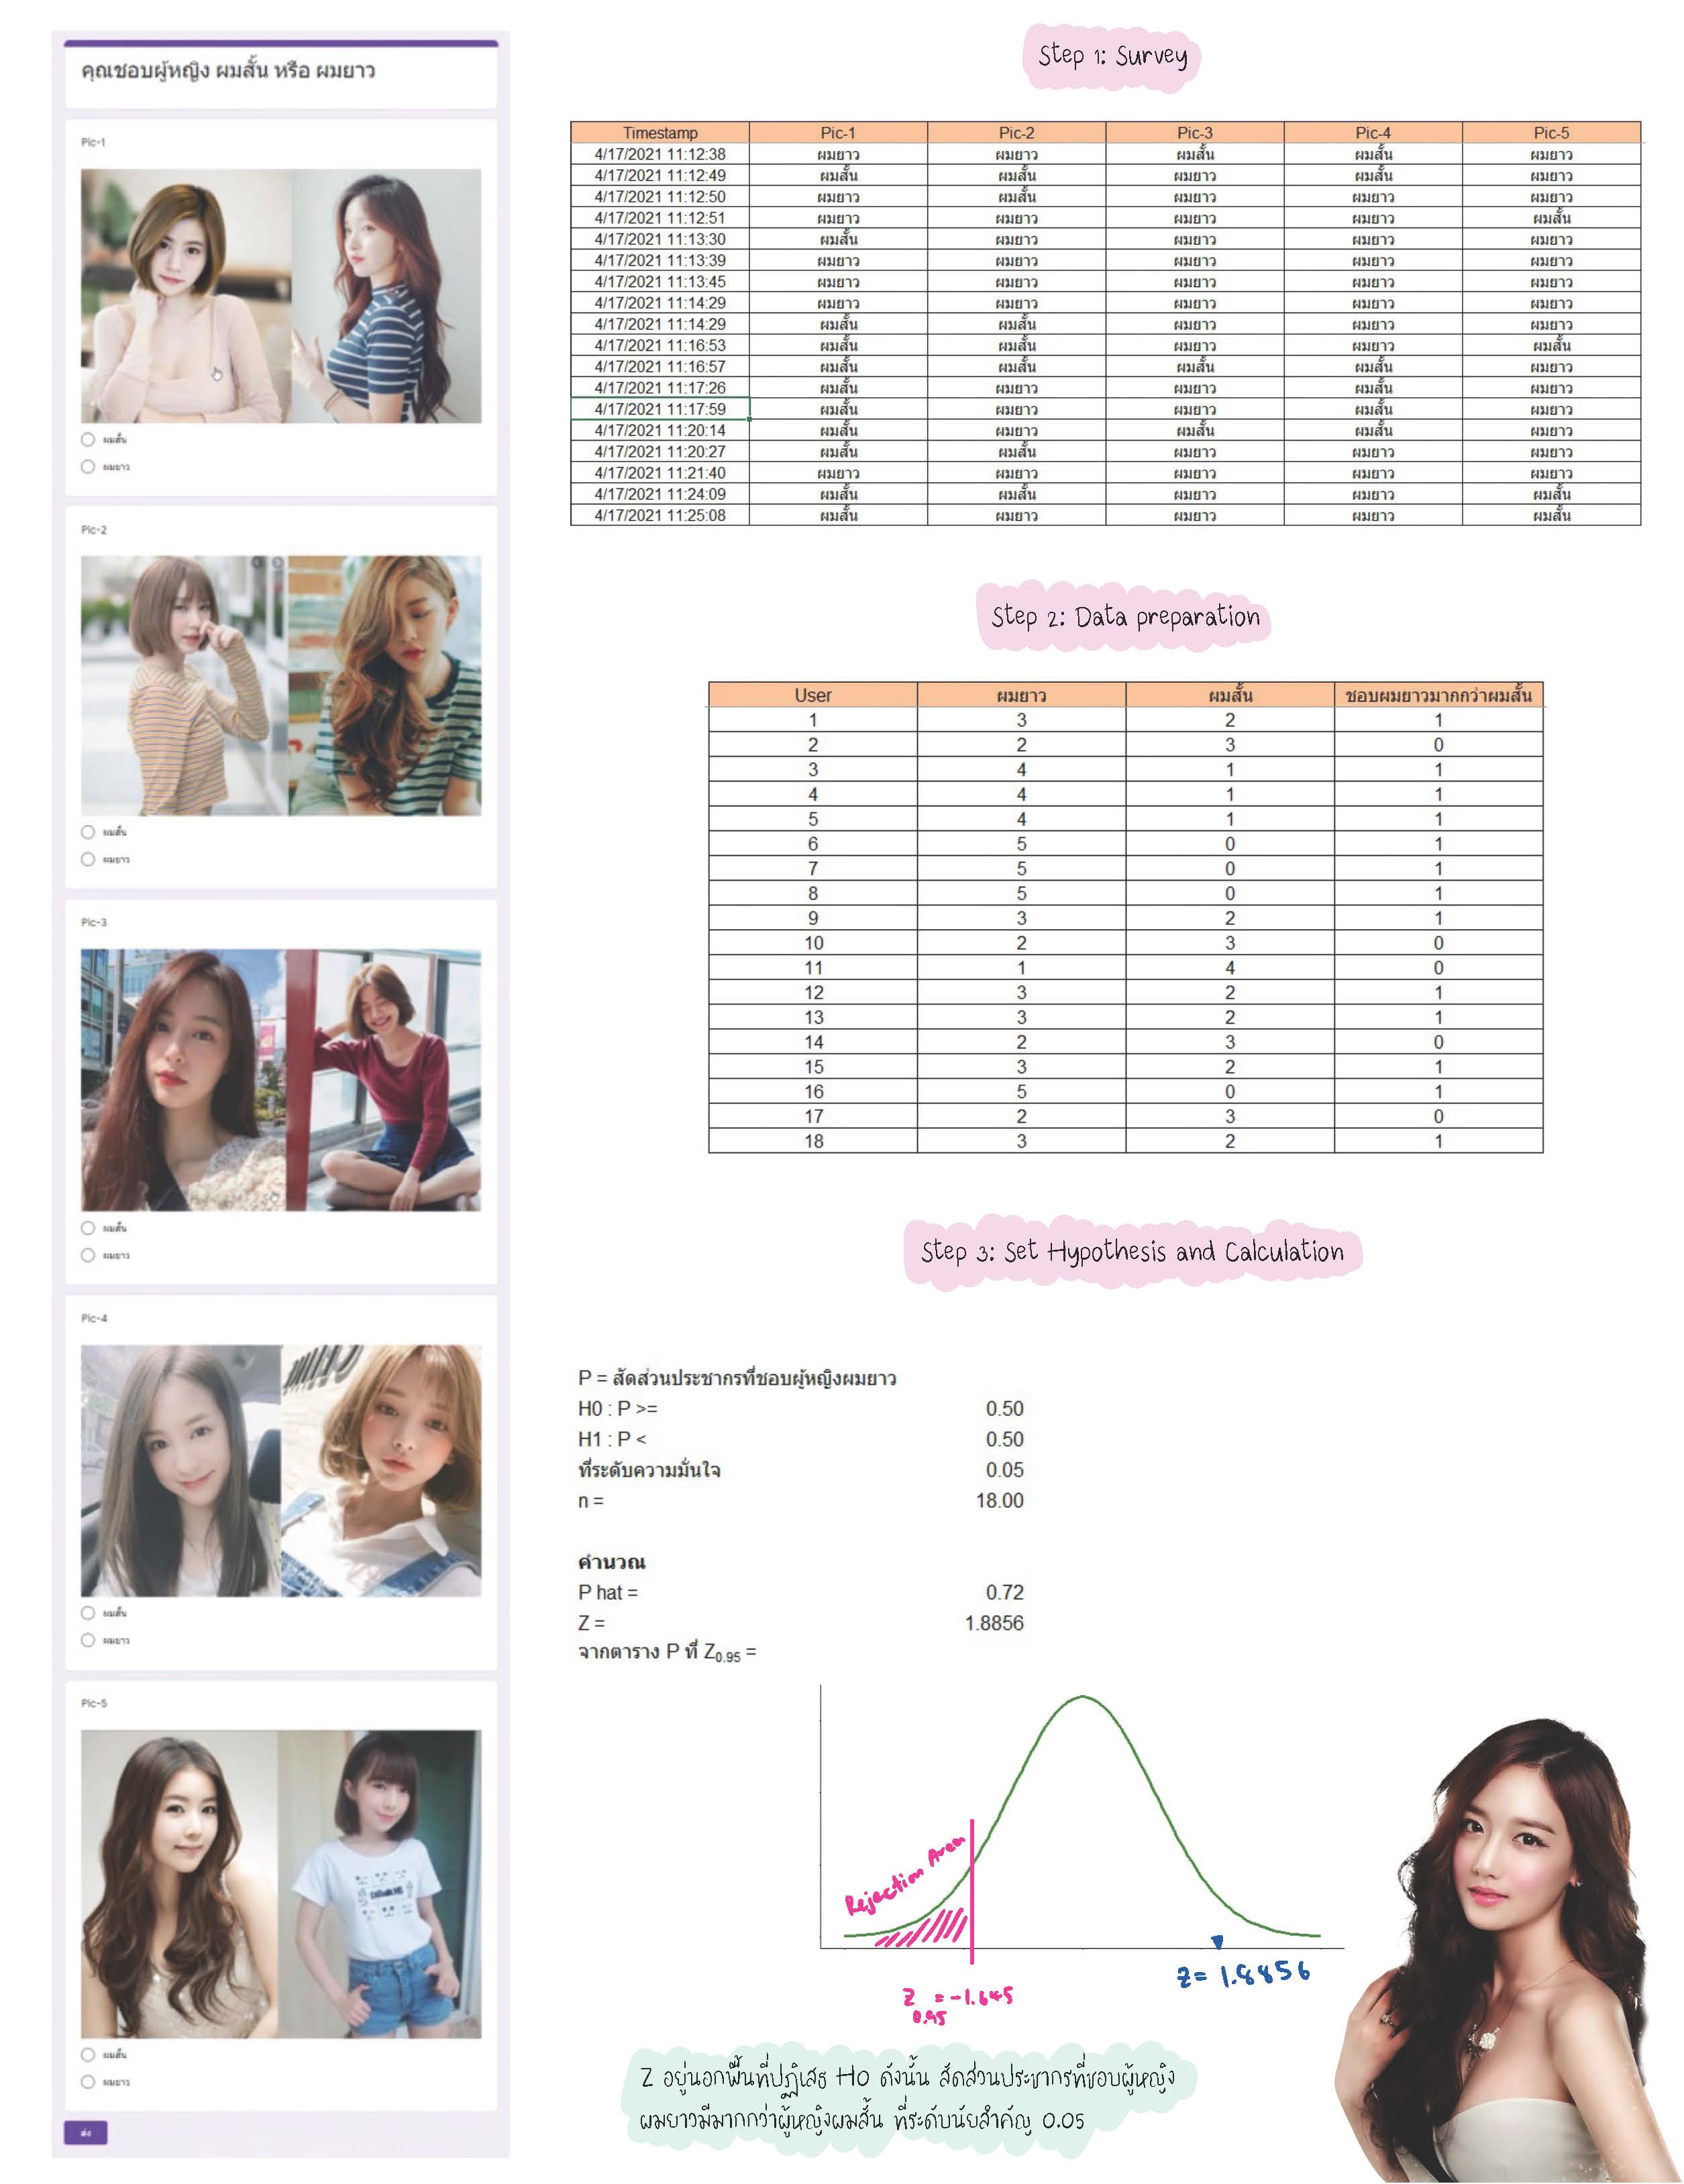 คุณชอบผู้หญิง ผมสั้น หรือ ผมยาว
Pic-1
ผมสั้น
ผมยาว
Pic-2
ผมสั้น
ผมยาว
Pic-3
ผมสั้น
ผมยาว
Pic-4
ผมสั้น
ผมยาว
Pic-5
ผมสั้น
ผมยาว
ส่ง
Step 1: Survey
Timestamp Pic-1 Pic-2 Pic-3 Pic-4 Pic-5
4/17/2021 11:12:38 ผมยาว ผมยาว ผมสั้น ผมสั้น ผมยาว
4/17/2021 11:12:49 ผมสั้น ผมสั้น ผมยาว ผมสั้น ผมยาว
4/17/2021 11:12:50 ผมยาว ผมสั้น ผมยาว ผมยาว ผมยาว
4/17/2021 11:12:51 ผมยาว ผมยาว ผมยาว ผมยาว ผมสั้น
4/17/2021 11:13:30 ผมสั้น ผมยาว ผมยาว ผมยาว ผมยาว
4/17/2021 11:13:39 ผมยาว ผมยาว ผมยาว ผมยาว ผมยาว
4/17/2021 11:13:45 ผมยาว ผมยาว ผมยาว ผมยาว ผมยาว
4/17/2021 11:14:29 ผมยาว ผมยาว ผมยาว ผมยาว ผมยาว
4/17/2021 11:14:29 ผมสั้น ผมสั้น ผมยาว ผมยาว ผมยาว
4/17/2021 11:16:53 ผมสั้น ผมสั้น ผมยาว ผมยาว ผมสั้น
4/17/2021 11:16:57 ผมสั้น ผมสั้น ผมสั้น ผมสั้น ผมยาว
4/17/2021 11:17:26 ผมสั้น ผมยาว ผมยาว ผมสั้น ผมยาว
4/17/2021 11:17:59 ผมสั้น ผมยาว ผมยาว ผมสั้น ผมยาว
4/17/2021 11:20:14 ผมสั้น ผมยาว ผมสั้น ผมสั้น ผมยาว
4/17/2021 11:20:27 ผมสั้น ผมสั้น ผมยาว ผมยาว ผมยาว
4/17/2021 11:21:40 ผมยาว ผมยาว ผมยาว ผมยาว ผมยาว
4/17/2021 11:24:09 ผมสั้น ผมสั้น ผมยาว ผมยาว ผมสั้น
4/17/2021 11:25:08 ผมสั้น ผมยาว ผมยาว ผมยาว ผมสั้น
Step 2: Data preparation
User ผมยาว ผมสั้น ชอบผมยาวมากกว่าผมสั้น
1 3 2 1
2 2 3 0
3 4 1 1
4 4 1 1
5 4 1 1
6 5 0 1
7 5 0 1
8 5 0 1
9 3 2 1
10 2 3 0
11 1 4 0
12 3 2 1
13 3 2 1
14 2 3 0
15 3 2 1
16 5 0 1
17 2 3 0
18 3 2 1
Step 3: Set Hypothesis and Calculation
P = สัดส่วนประชากรที่ชอบผู้หญิงผมยาว
H0 : P >= 0.50
H1 : P < 0.50
ที่ระดับความมั่นใจ 0.05
n = 18.00
คำนวณ
P hat = 0.72
Z = 1.8856
จากตาราง P ที่ Z0.95 =
Rejection Area
Z = 1.8856
Z0.95 = -1.645
Z อยู่นอกพื้นที่ปฏิเสธ H0 ดังนั้น สัดส่วนประชากรที่ชอบผู้หญิง
ผมยาวมีมากกว่าผู้หญิงผมสั้น ที่ระดับนัยสำคัญ 0.05